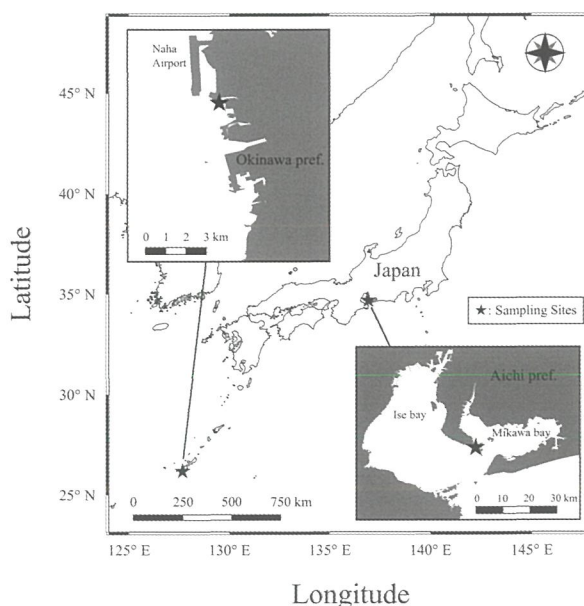 Naha
Airport
Okinawa pref.
0 1 2 3 km
45° N
40° N
35° N
30° N
25° N
Latitude
Japan
★: Sampling Sites
Aichi pref.
Ise bay
Mikawa bay
0 10 20 30 km
0 250 500 750 km
125° E 130° E 135° E 140° E 145° E
Longitude